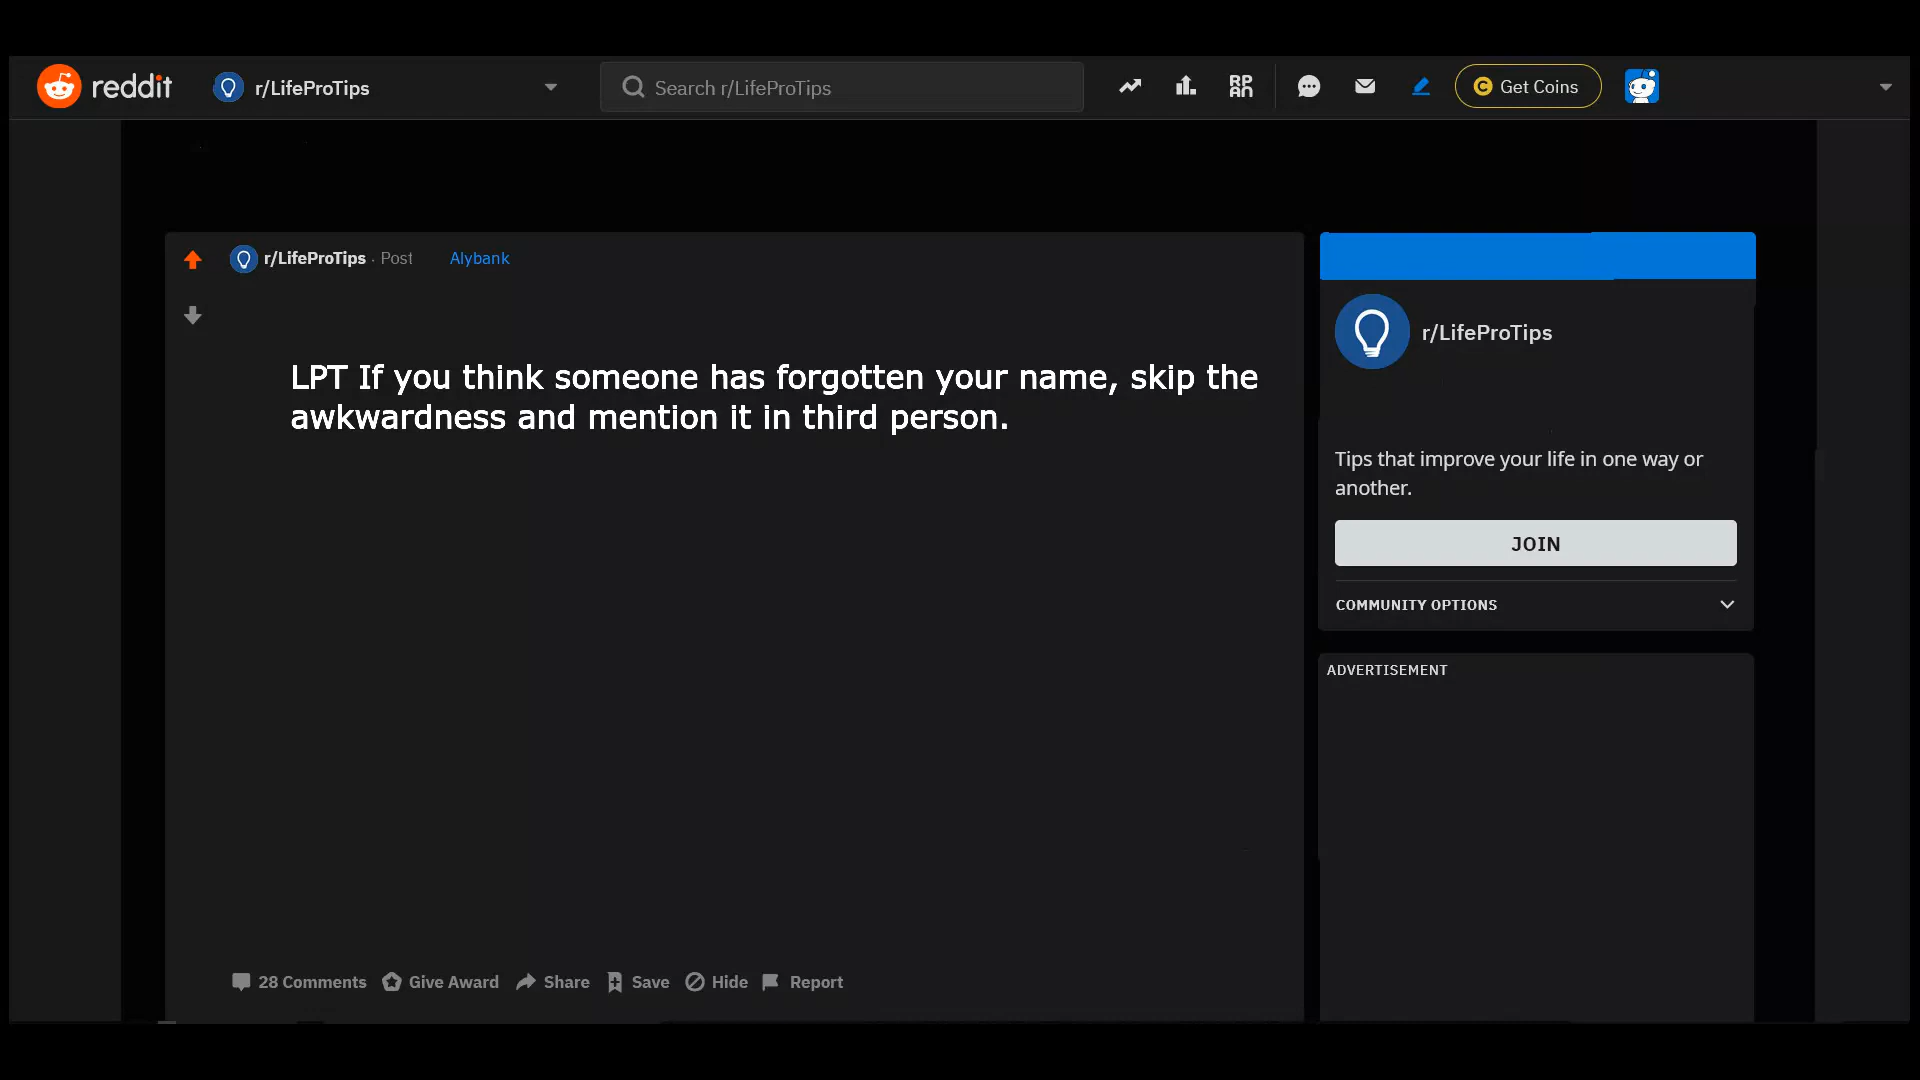 reddit
r/LifeProTips
Search r/LifeProTips
RPAN
Get Coins
r/LifeProTips · Post Alybank
LPT If you think someone has forgotten your name, skip the
awkwardness and mention it in third person.
28 Comments Give Award Share Save Hide Report
r/LifeProTips
Tips that improve your life in one way or
another.
JOIN
COMMUNITY OPTIONS
ADVERTISEMENT